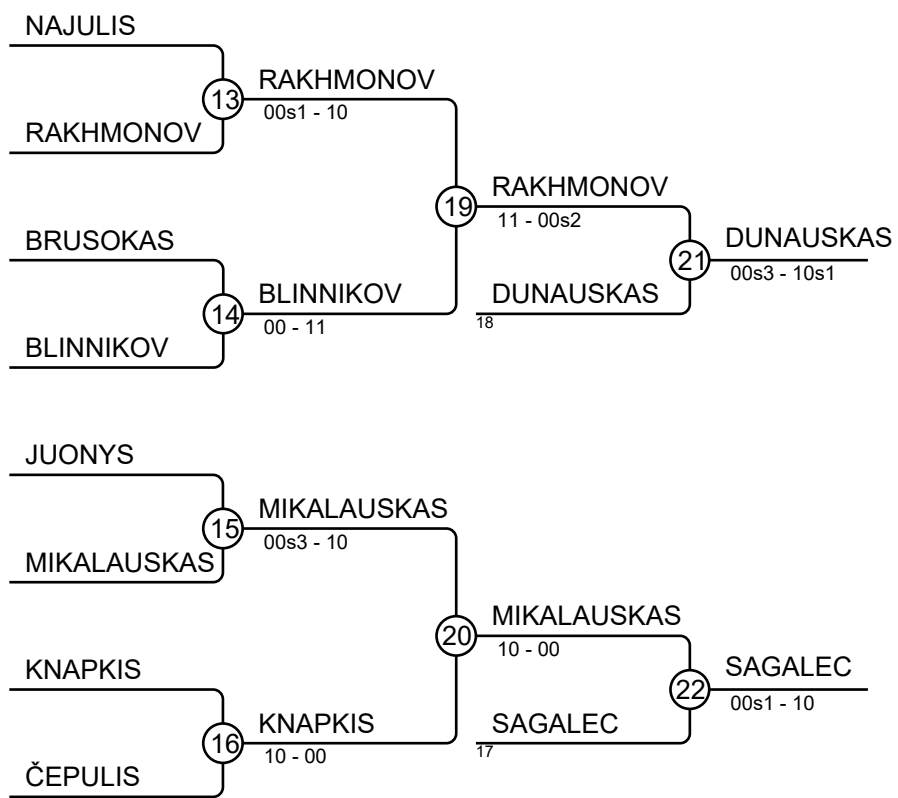 NAJULIS
RAKHMONOV
13
00s1 - 10
RAKHMONOV
BRUSOKAS
BLINNIKOV
14
00 - 11
BLINNIKOV
19
RAKHMONOV
11 - 00s2
DUNAUSKAS
18
21
DUNAUSKAS
00s3 - 10s1
JUONYS
MIKALAUSKAS
15
00s3 - 10
MIKALAUSKAS
KNAPKIS
KNAPKIS
16
10 - 00
ČEPULIS
20
MIKALAUSKAS
10 - 00
SAGALEC
17
22
SAGALEC
00s1 - 10